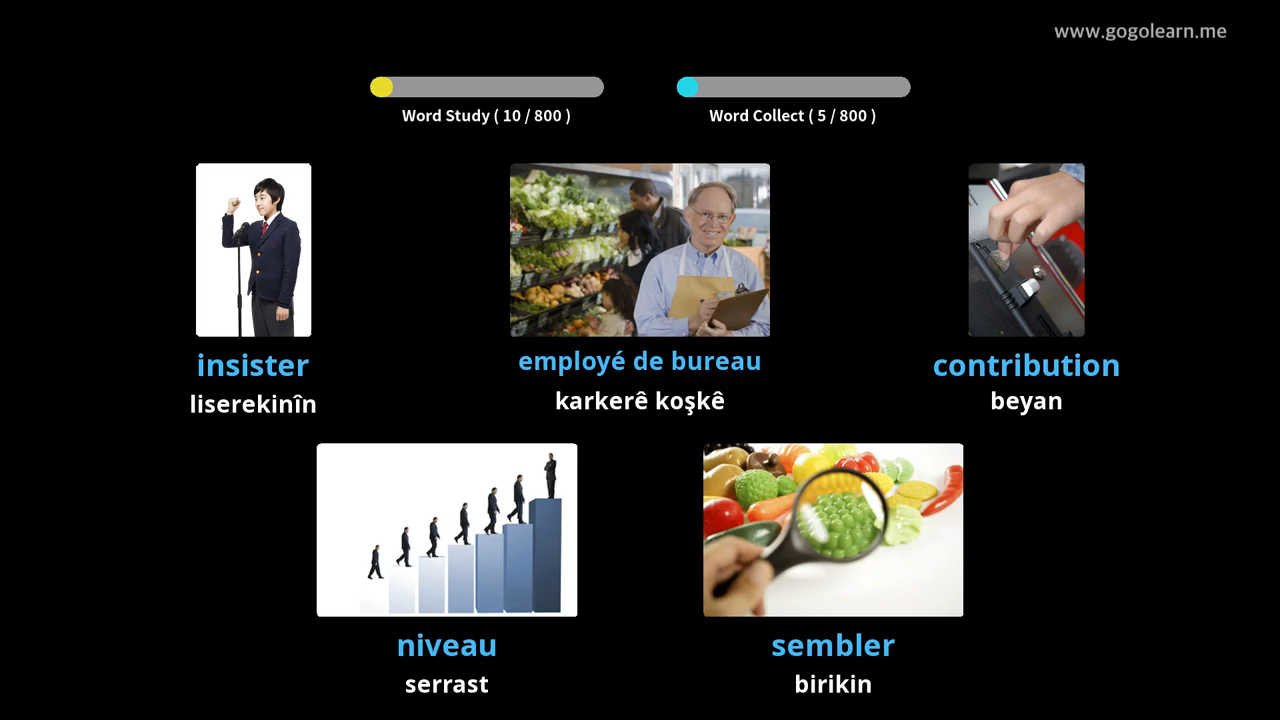 www.gogolearn.me
Word Study ( 10 / 800 )
Word Collect ( 5 / 800 )
insister
liserekinîn
employé de bureau
karkerê koşkê
contribution
beyan
niveau
serrast
sembler
birikin